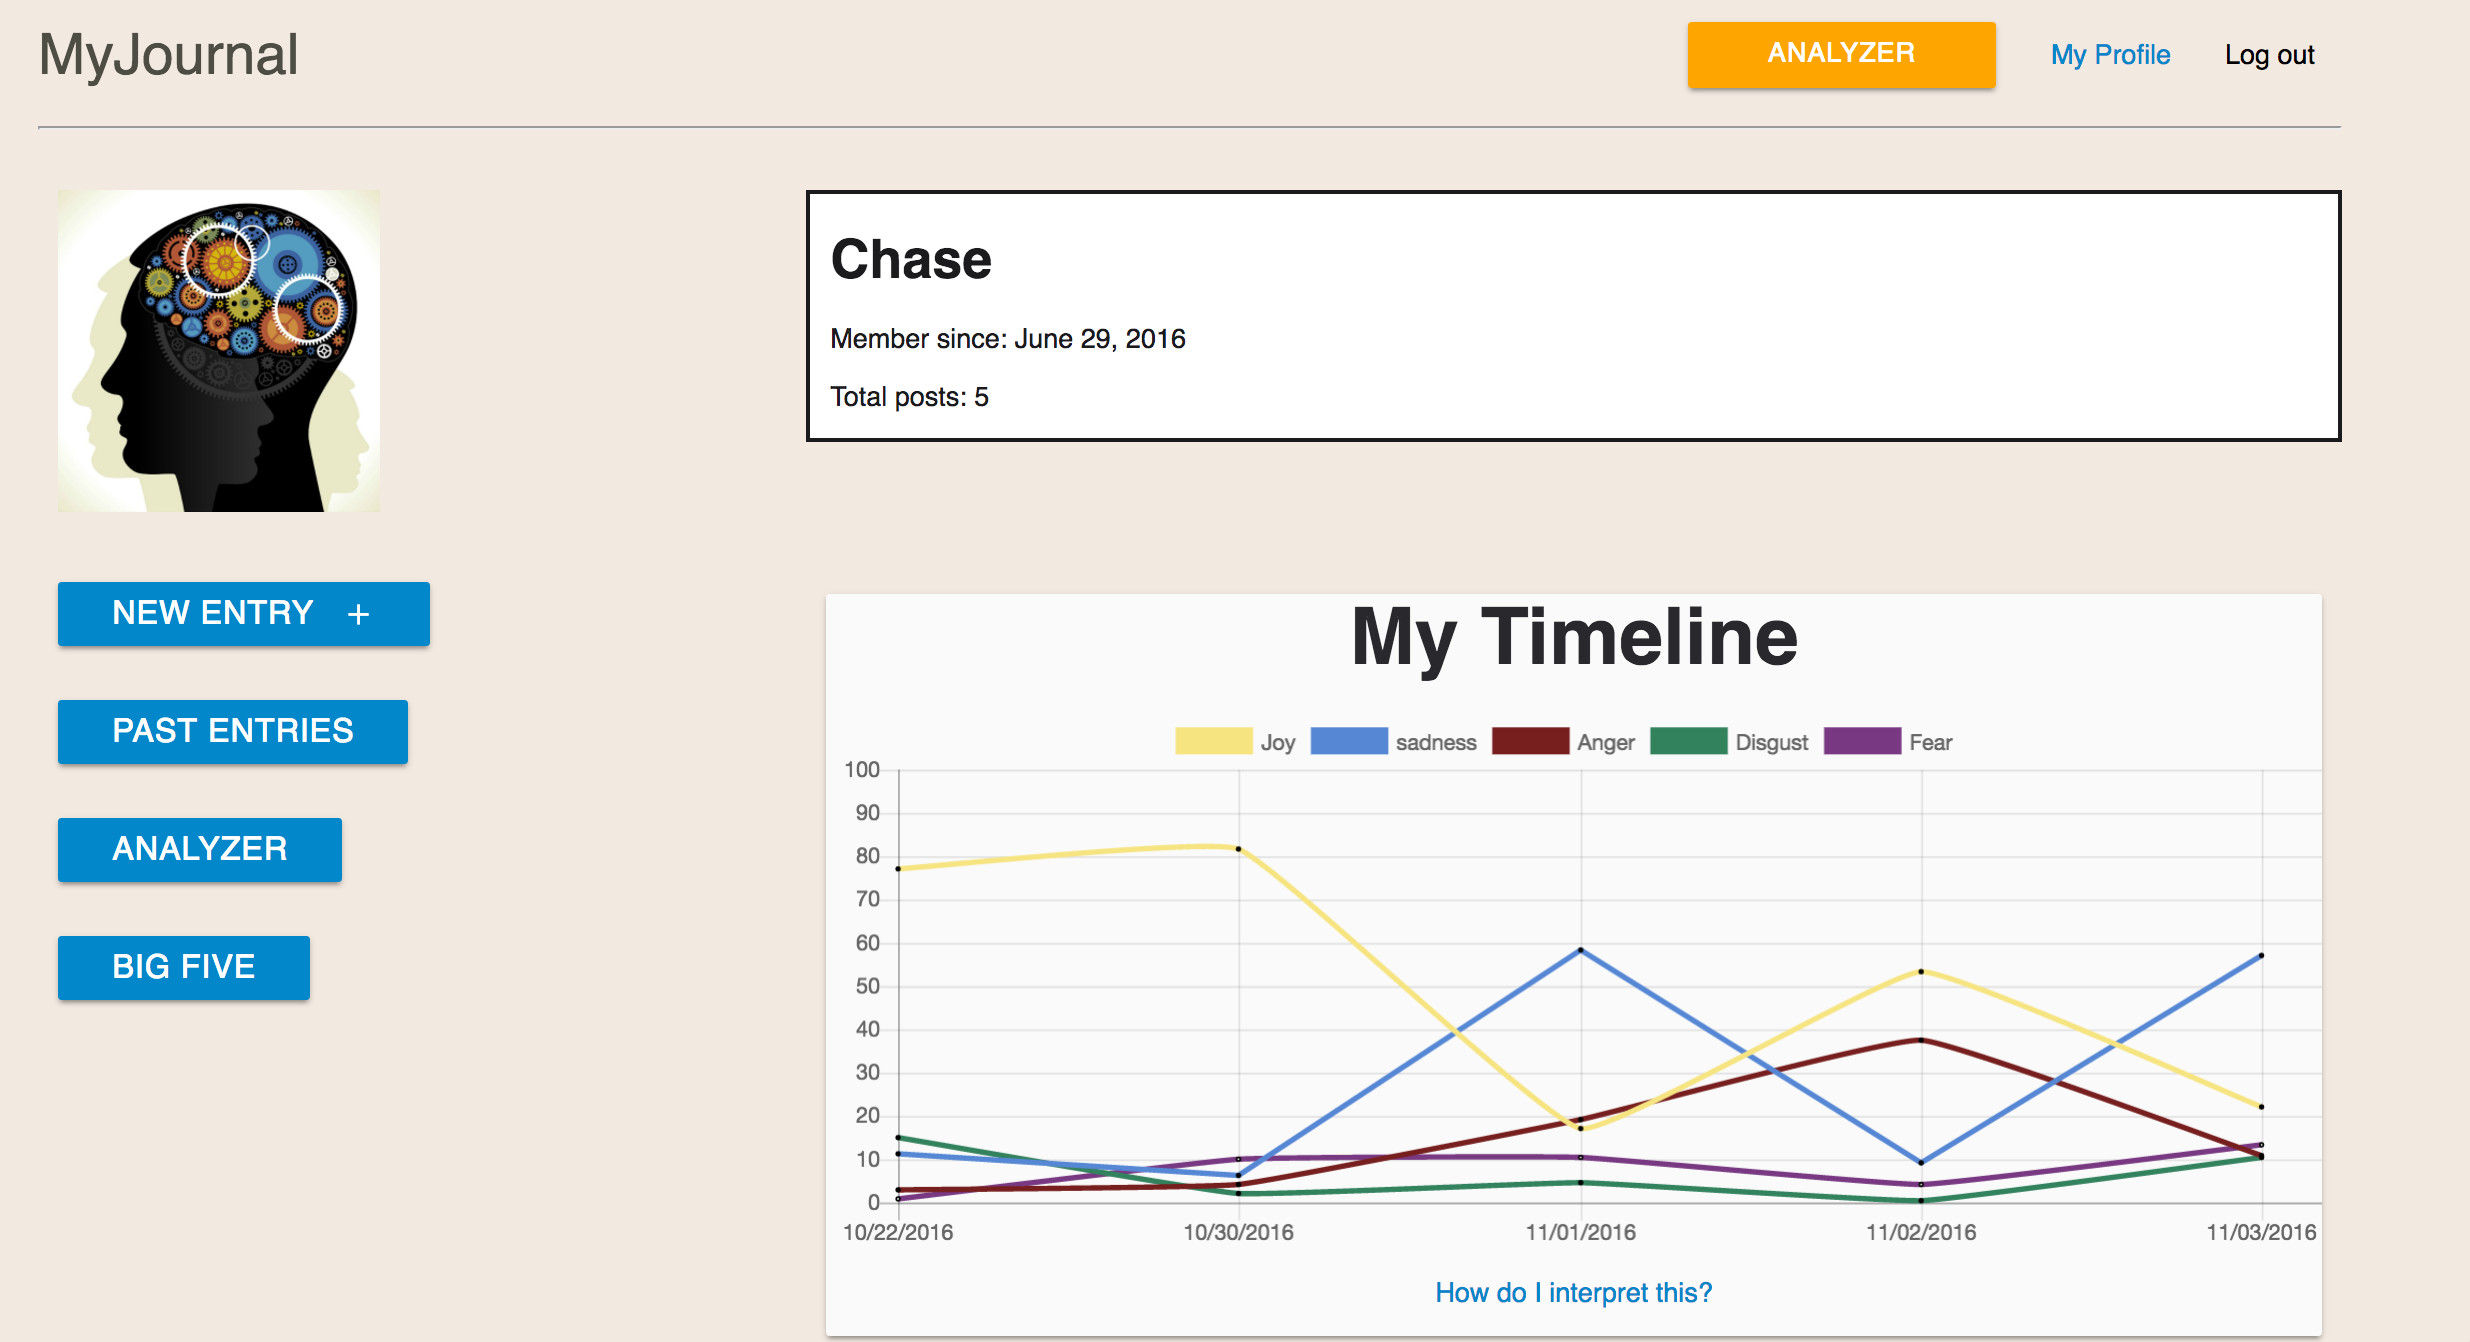 MyJournal
ANALYZER
My Profile
Log out
Chase
Member since: June 29, 2016
Total posts: 5
NEW ENTRY +
PAST ENTRIES
ANALYZER
BIG FIVE
My Timeline
Joy sadness Anger Disgust Fear
100
90
80
70
60
50
40
30
20
10
0
10/22/2016 10/30/2016 11/01/2016 11/02/2016 11/03/2016
How do I interpret this?